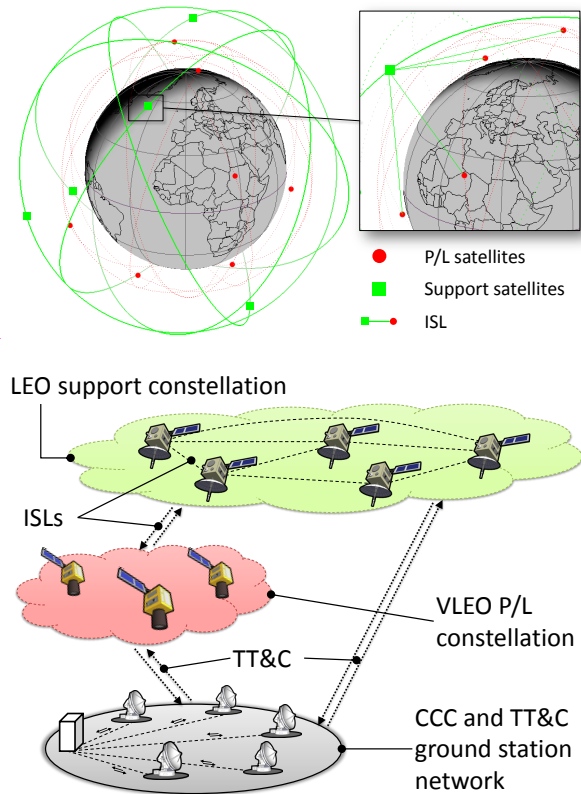 P/L satellites
Support satellites
ISL
LEO support constellation
ISLs
VLEO P/L
constellation
TT&C
CCC and TT&C
ground station
network